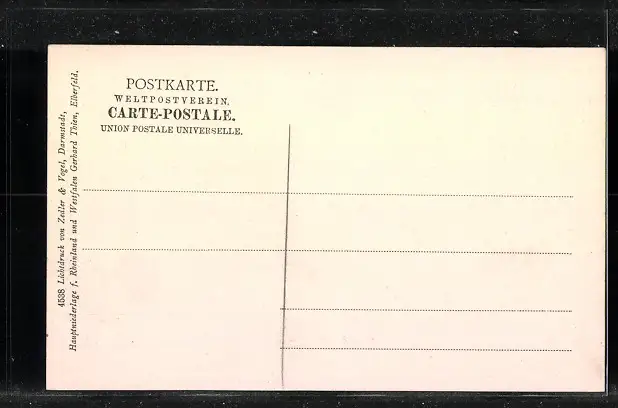 POSTKARTE.
WELTPOSTVEREIN.
CARTE-POSTALE.
UNION POSTALE UNIVERSELLE.
4538 Lichtdruck von Zedler & Vogel, Darmstadt,
Hauptniederlage f. Rheinland und Westfalen Gerhard Thien, Elberfeld.